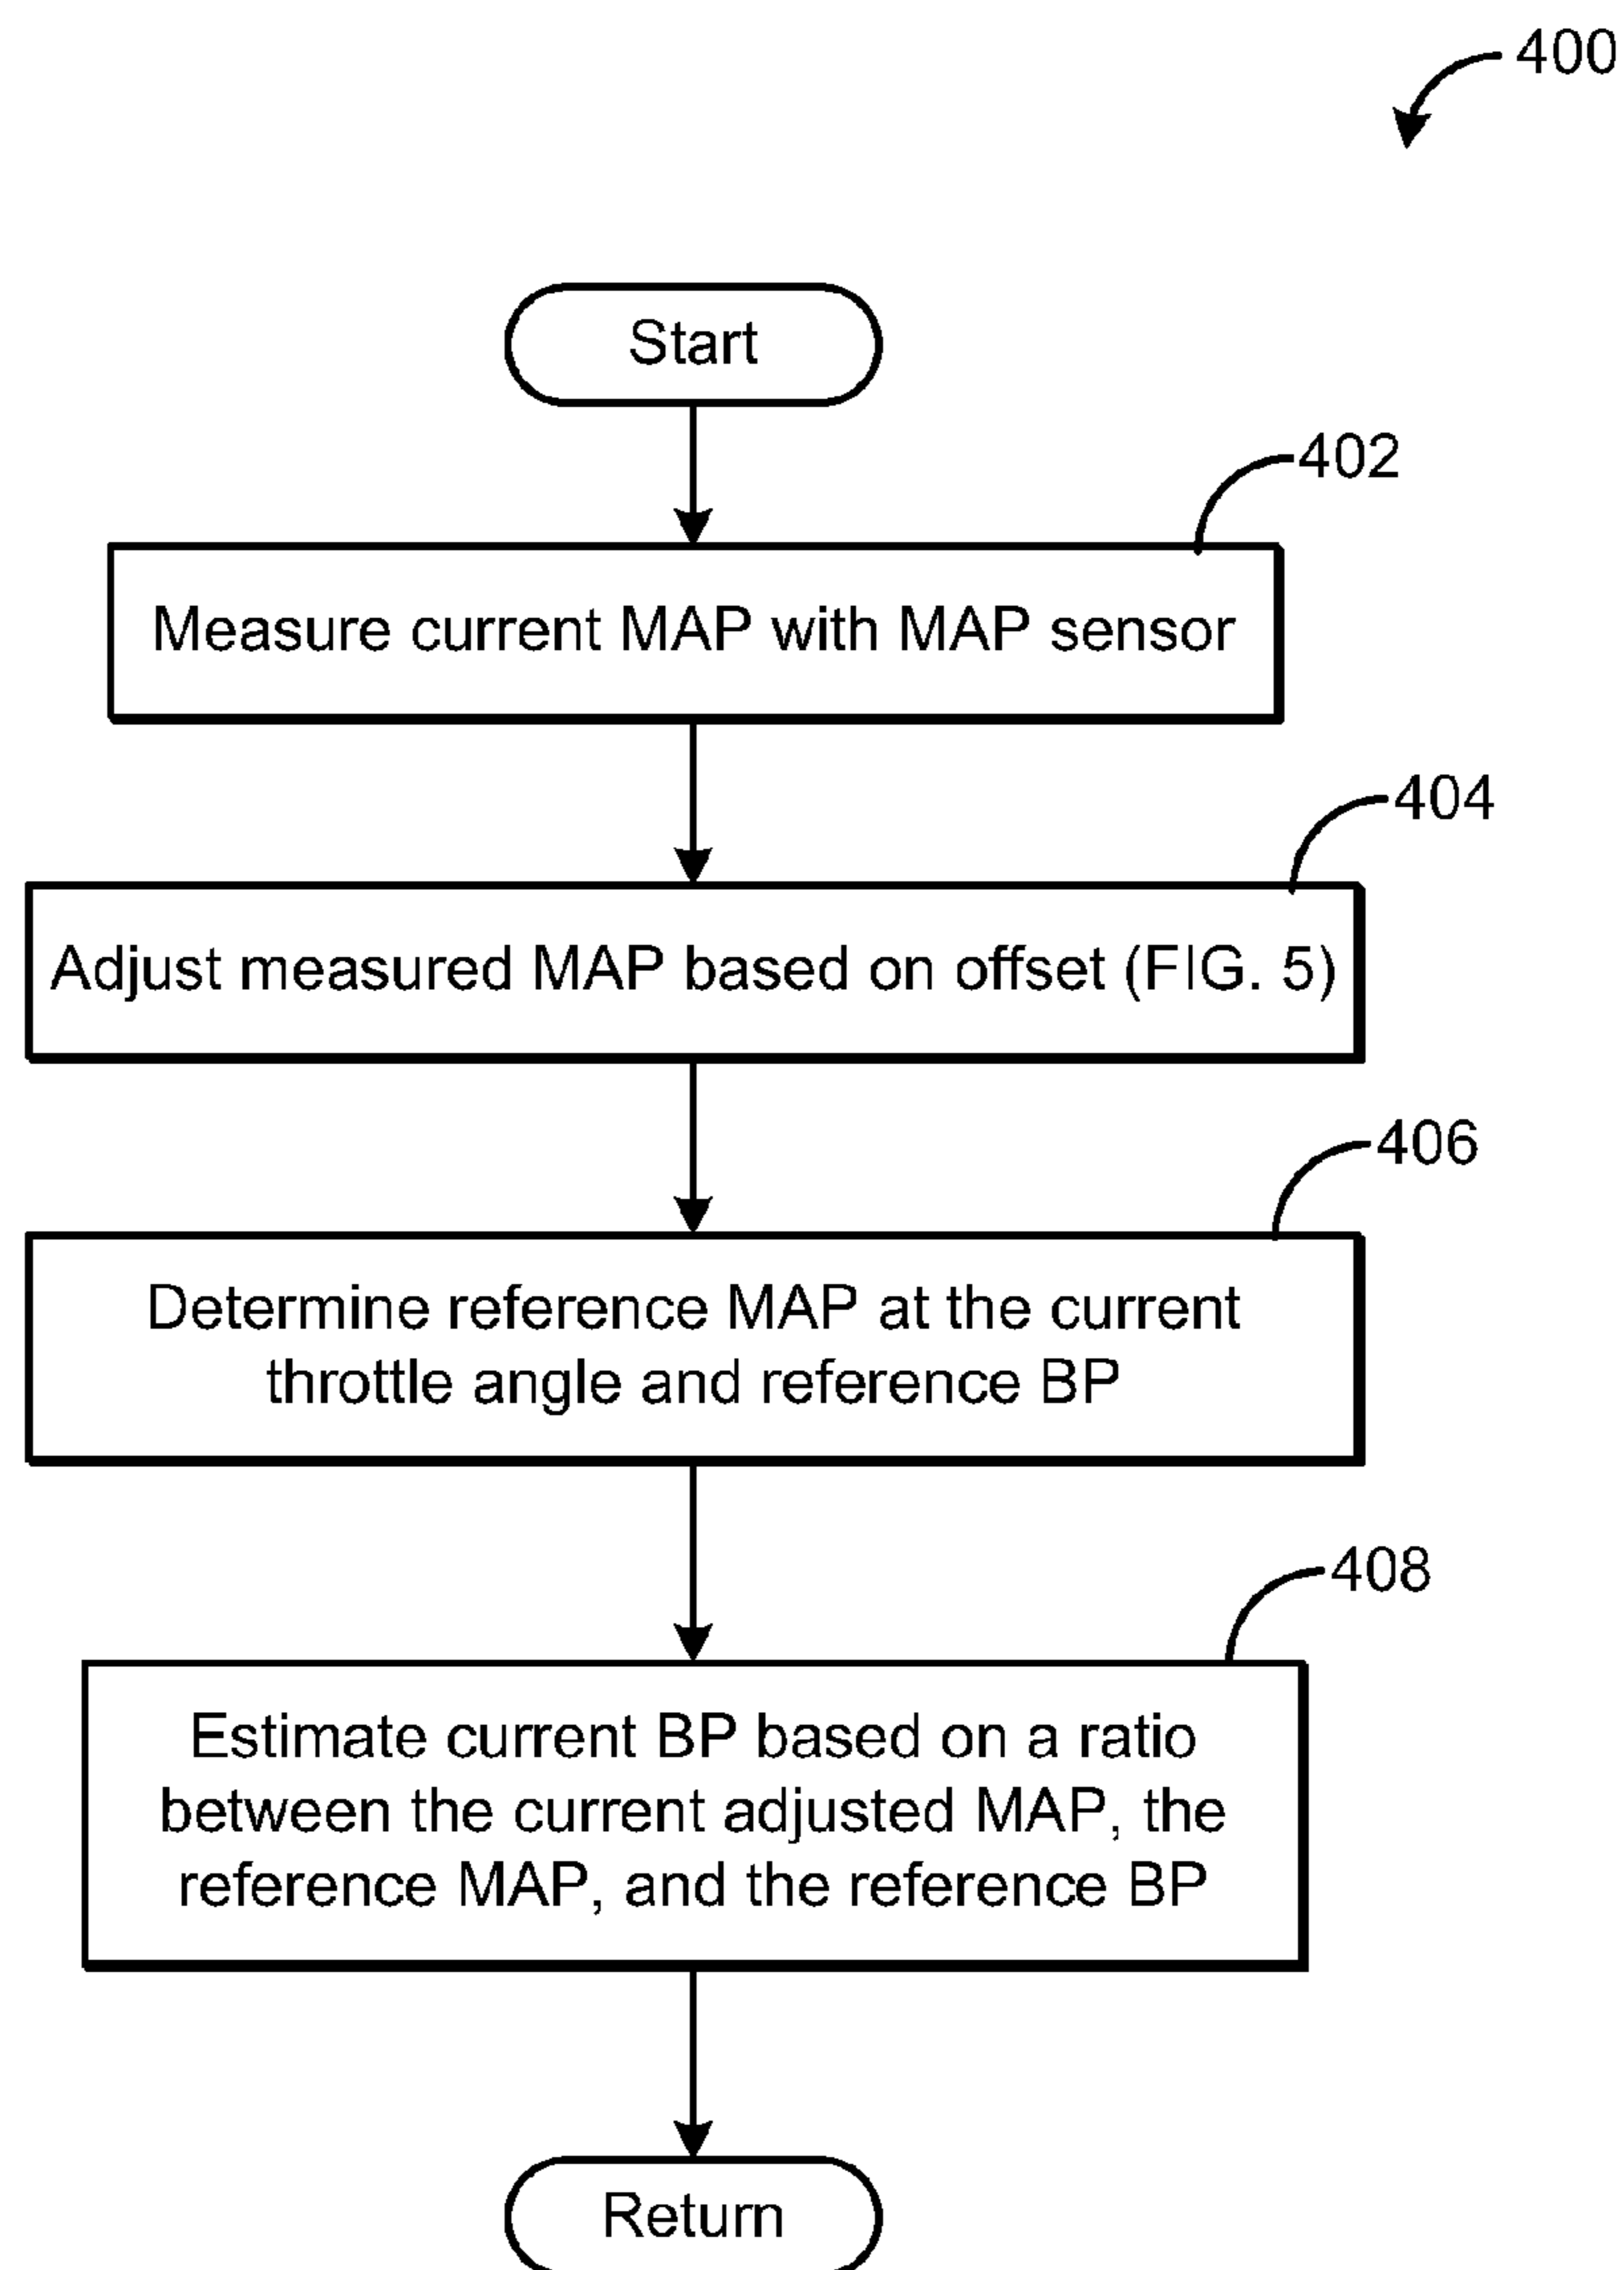 400
Start
402
Measure current MAP with MAP sensor
404
Adjust measured MAP based on offset (FIG. 5)
406
Determine reference MAP at the current
throttle angle and reference BP
408
Estimate current BP based on a ratio
between the current adjusted MAP, the
reference MAP, and the reference BP
Return